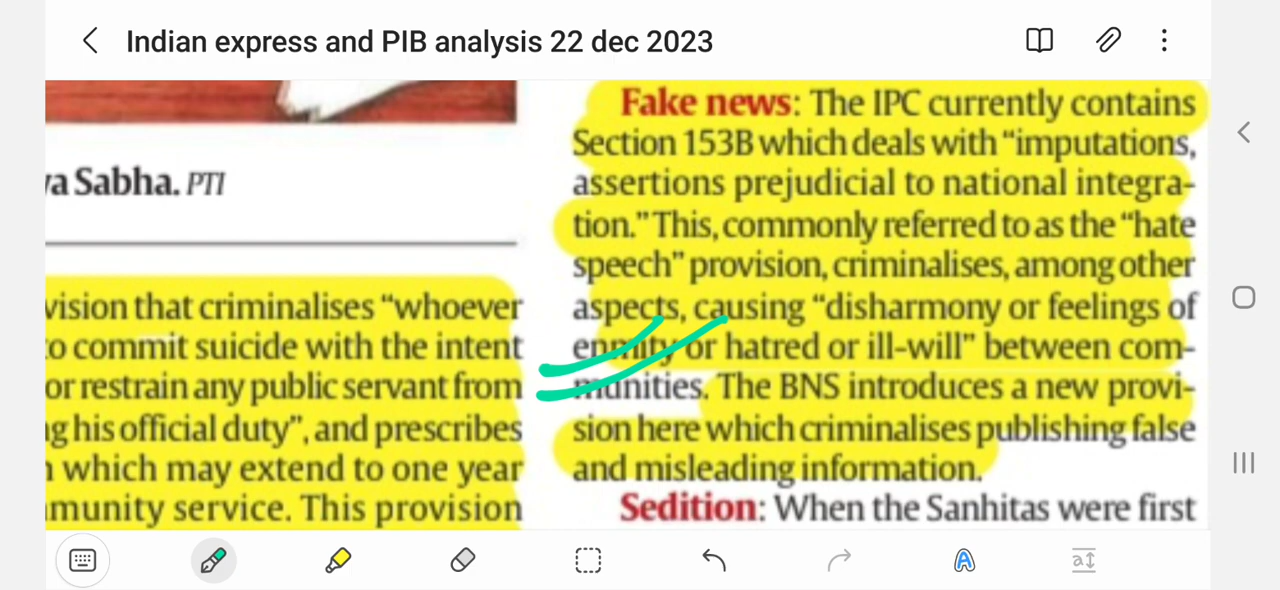 Indian express and PIB analysis 22 dec 2023
va Sabha. PTI
vision that criminalises “whoever
to commit suicide with the intent
or restrain any public servant from
ng his official duty”, and prescribes
which may extend to one year
munity service. This provision
Fake news: The IPC currently contains
Section 153B which deals with “imputations,
assertions prejudicial to national integra-
tion.” This, commonly referred to as the “hate
speech” provision, criminalises, among other
aspects, causing “disharmony or feelings of
enmity or hatred or ill-will” between com-
munities. The BNS introduces a new provi-
sion here which criminalises publishing false
and misleading information.
Sedition: When the Sanhitas were first